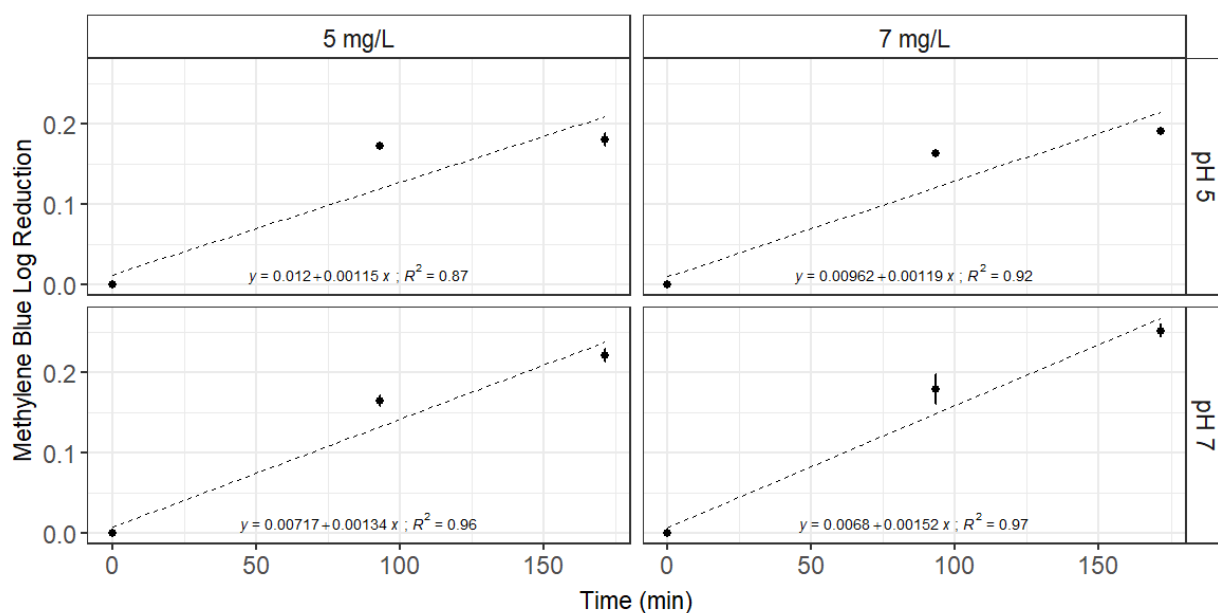 5 mg/L
7 mg/L
Methylene Blue Log Reduction
0.2
0.1
0.0
y = 0.012 + 0.00115 x ; R² = 0.87
y = 0.00962 + 0.00119 x ; R² = 0.92
pH 5
0.2
0.1
0.0
y = 0.00717 + 0.00134 x ; R² = 0.96
y = 0.0068 + 0.00152 x ; R² = 0.97
pH 7
0 50 100 150
0 50 100 150
Time (min)